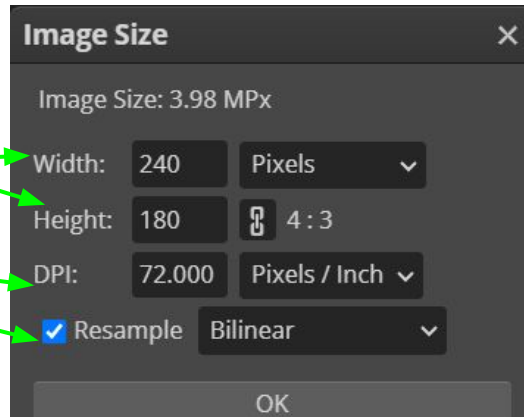 Image Size ×
Image Size: 3.98 MPx
Width: 240 Pixels
Height: 180 4 : 3
DPI: 72.000 Pixels / Inch
Resample Bilinear
OK